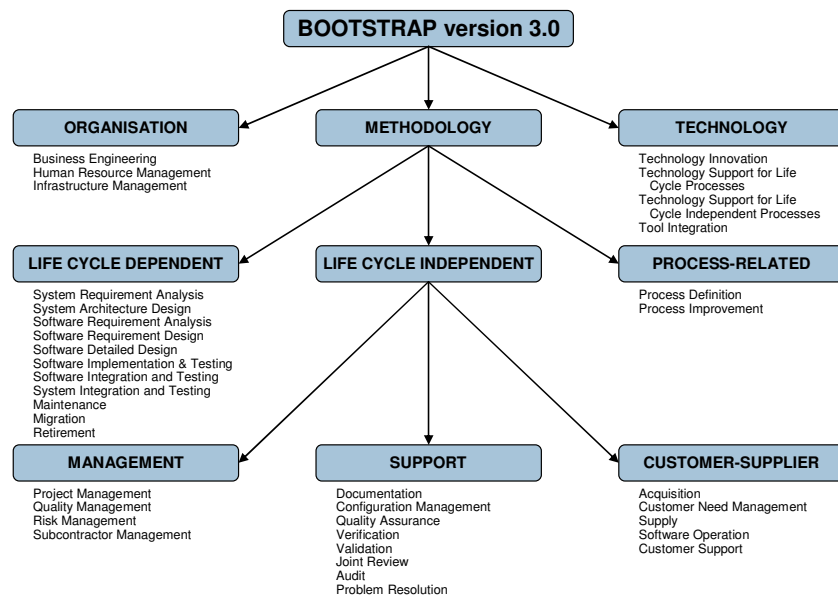 BOOTSTRAP version 3.0
ORGANISATION
Business Engineering
Human Resource Management
Infrastructure Management
METHODOLOGY
TECHNOLOGY
Technology Innovation
Technology Support for Life
Cycle Processes
Technology Support for Life
Cycle Independent Processes
Tool Integration
LIFE CYCLE DEPENDENT
System Requirement Analysis
System Architecture Design
Software Requirement Analysis
Software Requirement Design
Software Detailed Design
Software Implementation & Testing
Software Integration and Testing
System Integration and Testing
Maintenance
Migration
Retirement
LIFE CYCLE INDEPENDENT
PROCESS-RELATED
Process Definition
Process Improvement
MANAGEMENT
Project Management
Quality Management
Risk Management
Subcontractor Management
SUPPORT
Documentation
Configuration Management
Quality Assurance
Verification
Validation
Joint Review
Audit
Problem Resolution
CUSTOMER-SUPPLIER
Acquisition
Customer Need Management
Supply
Software Operation
Customer Support